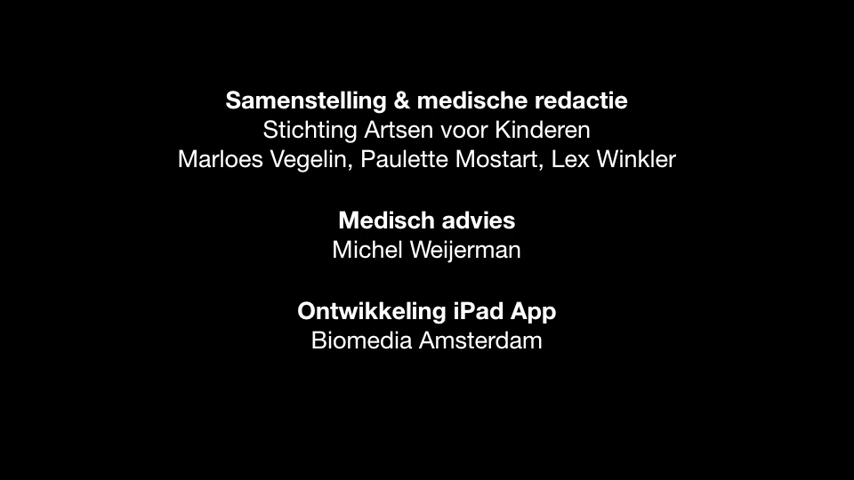 Samenstelling & medische redactie
Stichting Artsen voor Kinderen
Marloes Vegelin, Paulette Mostart, Lex Winkler
Medisch advies
Michel Weijerman
Ontwikkeling iPad App
Biomedia Amsterdam